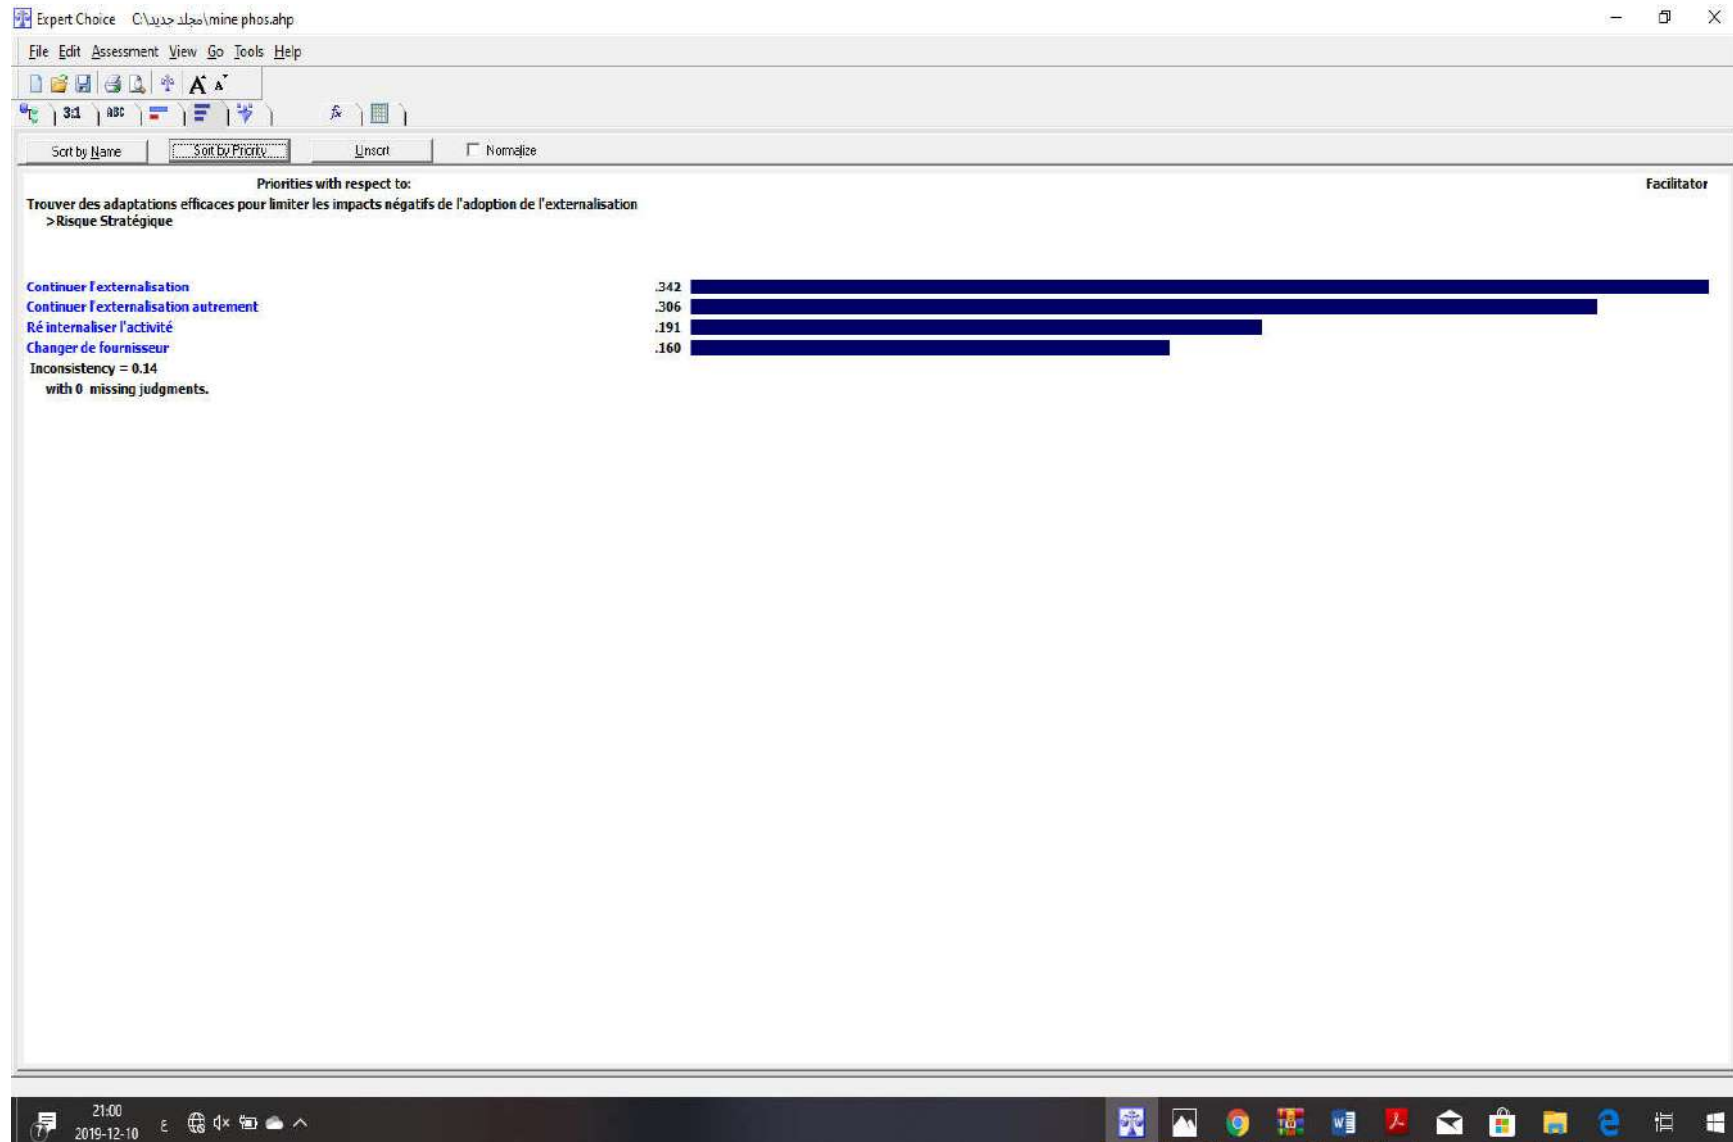 Expert Choice C:\مجلد جديد\mine phos.ahp
File Edit Assessment View Go Tools Help
A A
3:1 ABC fx
Sort by Name Sort by Priority Unsort Normalize
Priorities with respect to: Facilitator
Trouver des adaptations efficaces pour limiter les impacts négatifs de l'adoption de l'externalisation
>Risque Stratégique
Continuer l'externalisation .342
Continuer l'externalisation autrement .306
Ré internaliser l'activité .191
Changer de fournisseur .160
Inconsistency = 0.14
with 0 missing judgments.
21:00
2019-12-10 ع